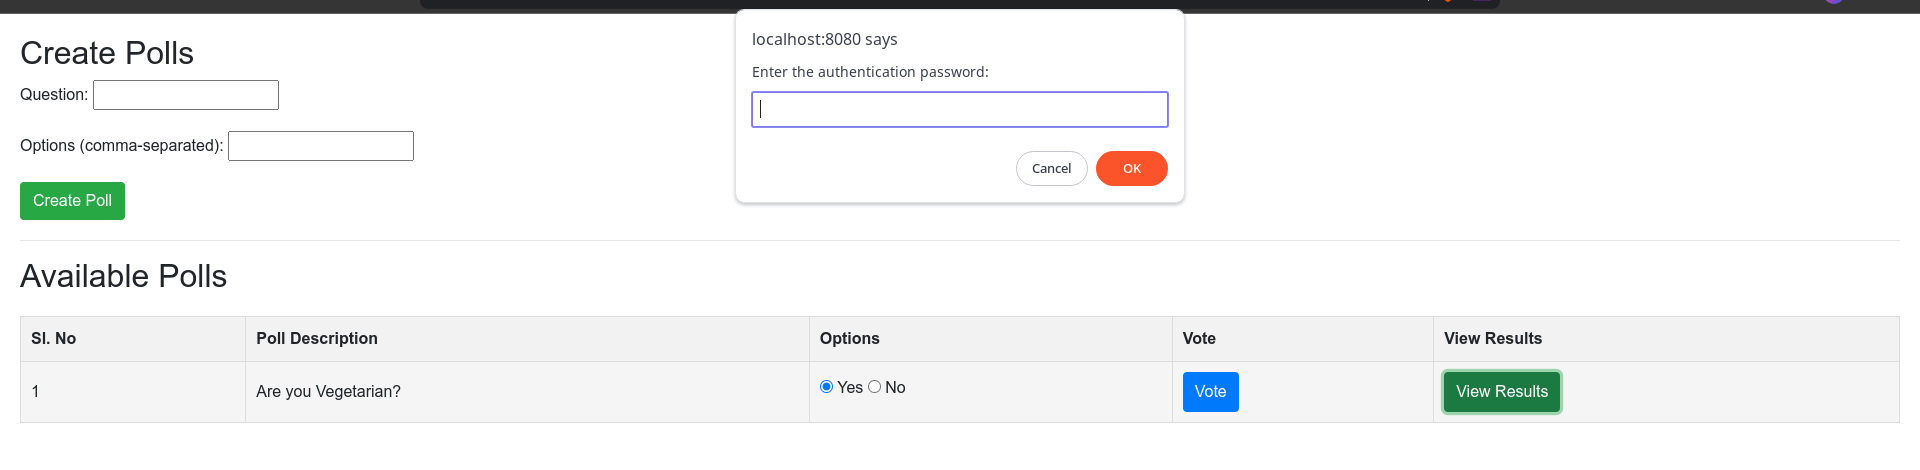 localhost:8080 says
Enter the authentication password:
Cancel OK
Create Polls
Question:
Options (comma-separated):
Create Poll
Available Polls
Sl. No Poll Description Options Vote View Results
1 Are you Vegetarian? Yes No Vote View Results